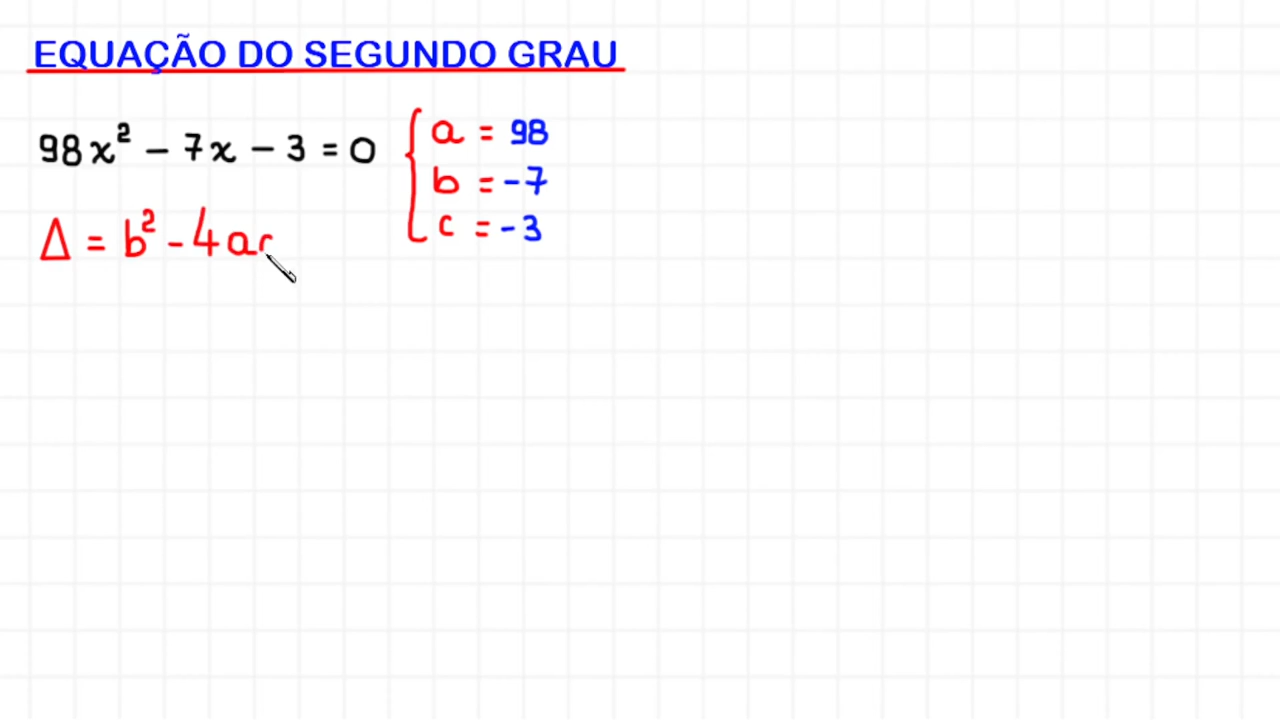 EQUAÇÃO DO SEGUNDO GRAU
98x² − 7x − 3 = 0
a = 98
b = -7
c = -3
Δ = b² - 4ac